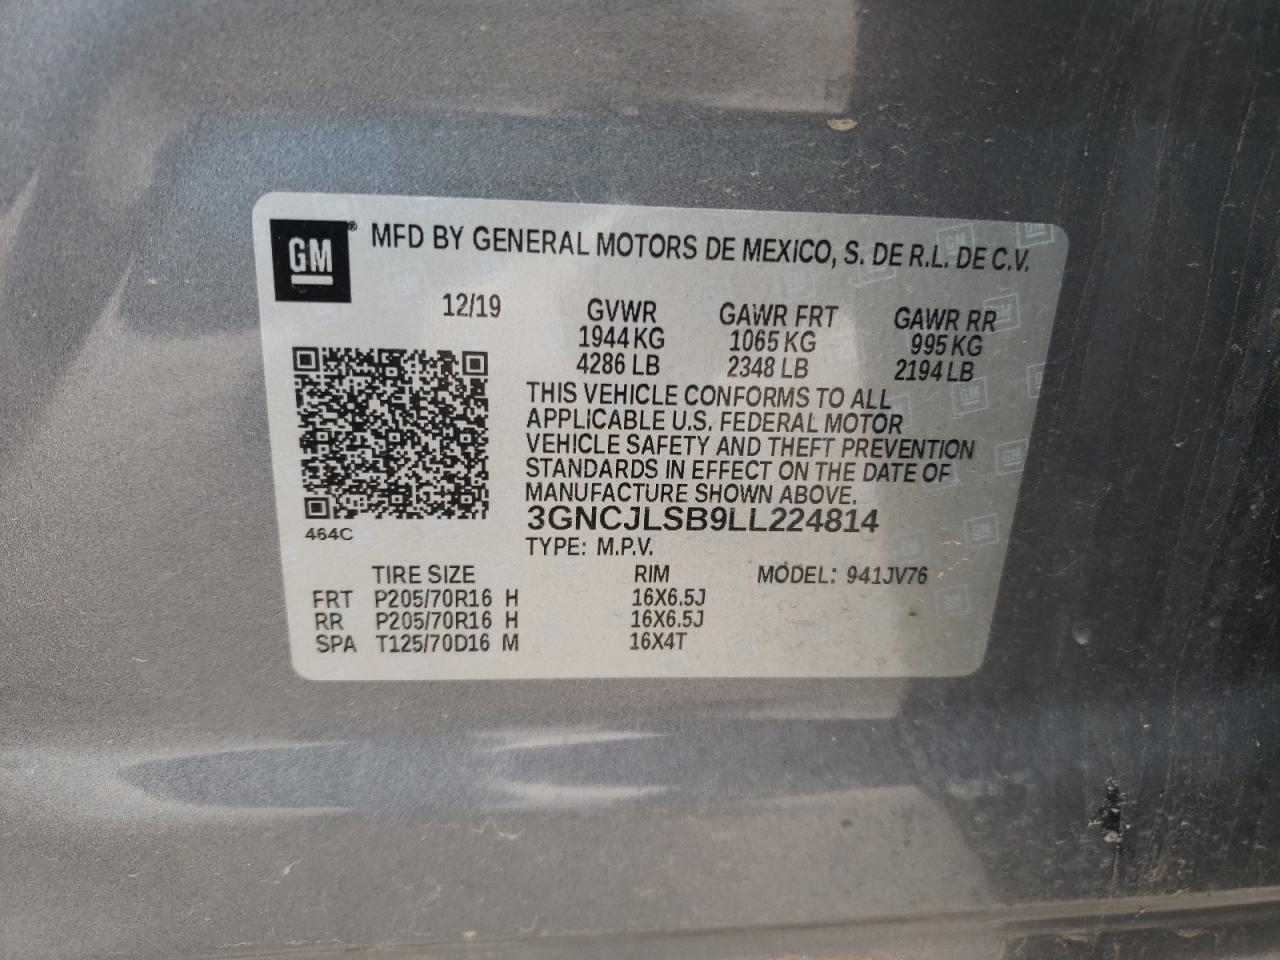 GM® MFD BY GENERAL MOTORS DE MEXICO, S. DE R.L. DE C.V.
12/19 GVWR GAWR FRT GAWR RR
1944 KG 1065 KG 995 KG
4286 LB 2348 LB 2194 LB
THIS VEHICLE CONFORMS TO ALL
APPLICABLE U.S. FEDERAL MOTOR
VEHICLE SAFETY AND THEFT PREVENTION
STANDARDS IN EFFECT ON THE DATE OF
MANUFACTURE SHOWN ABOVE.
3GNCJLSB9LL224814
464C
TYPE: M.P.V.
TIRE SIZE RIM MODEL: 941JV76
FRT P205/70R16 H 16X6.5J
RR P205/70R16 H 16X6.5J
SPA T125/70D16 M 16X4T